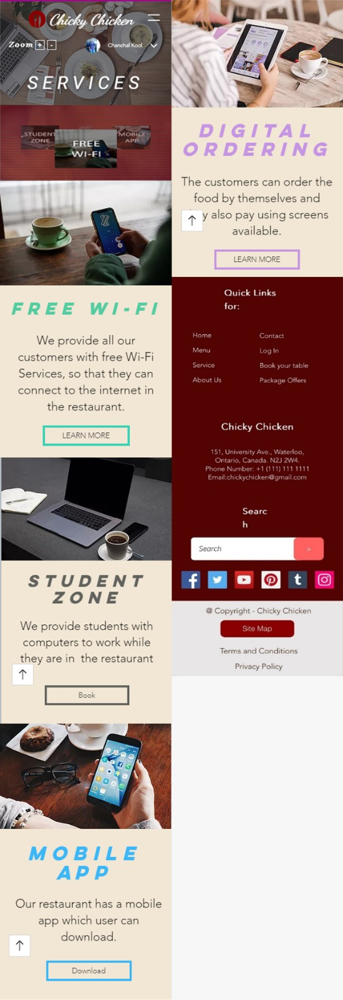 Chicky Chicken
Zoom + -
Chanchal Kool
SERVICES
STUDENT
ZONE
FREE
WI-FI
MOBILE
APP
FREE WI-FI
We provide all our
customers with free Wi-Fi
Services, so that they can
connect to the internet in
the restaurant.
LEARN MORE
STUDENT
ZONE
We provide students with
computers to work while
they are in the restaurant
Book
MOBILE
APP
Our restaurant has a mobile
app which user can
download.
Download
DIGITAL
ORDERING
The customers can order the
food by themselves and
also pay using screens
available.
LEARN MORE
Quick Links
for:
Home
Menu
Service
About Us
Contact
Log In
Book your table
Package Offers
Chicky Chicken
151, University Ave., Waterloo,
Ontario, Canada. N2J 2W4.
Phone Number: +1 (111) 111 1111
Email:chickychicken@gmail.com
Searc
h
Search
>
@ Copyright - Chicky Chicken
Site Map
Terms and Conditions
Privacy Policy